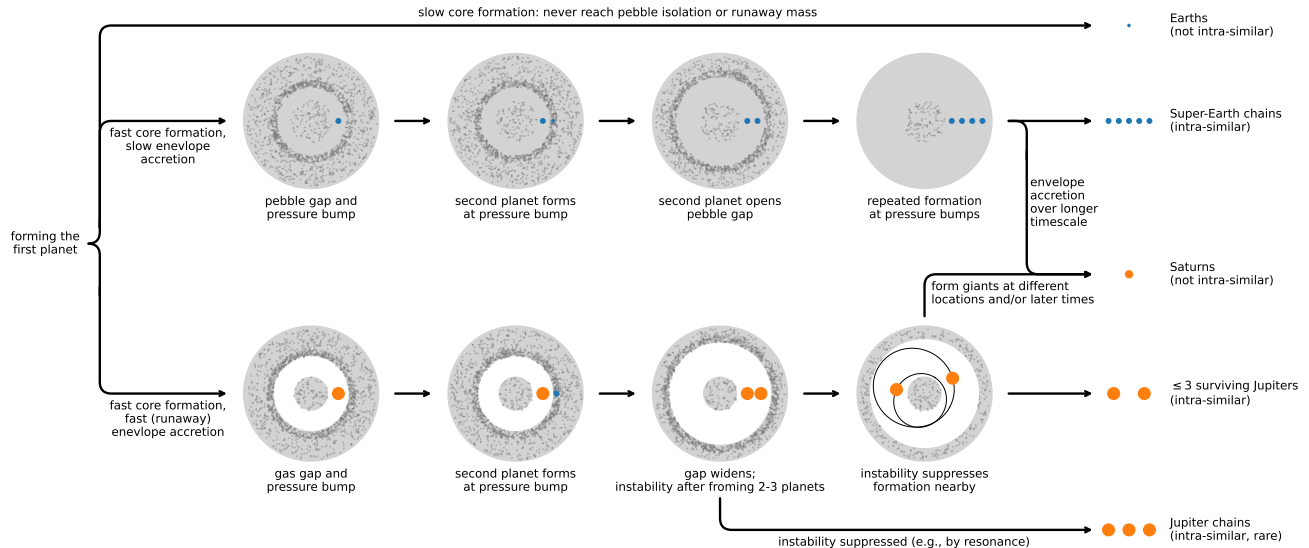 slow core formation: never reach pebble isolation or runaway mass
Earths
(not intra-similar)
fast core formation,
slow enevlope
accretion
pebble gap and
pressure bump
second planet forms
at pressure bump
second planet opens
pebble gap
repeated formation
at pressure bumps
Super-Earth chains
(intra-similar)
envelope
accretion
over longer
timescale
forming the
first planet
Saturns
(not intra-similar)
form giants at different
locations and/or later times
fast core formation,
fast (runaway)
enevlope accretion
gas gap and
pressure bump
second planet forms
at pressure bump
gap widens;
instability after froming 2-3 planets
instability suppresses
formation nearby
≤ 3 surviving Jupiters
(intra-similar)
instability suppressed (e.g., by resonance)
Jupiter chains
(intra-similar, rare)